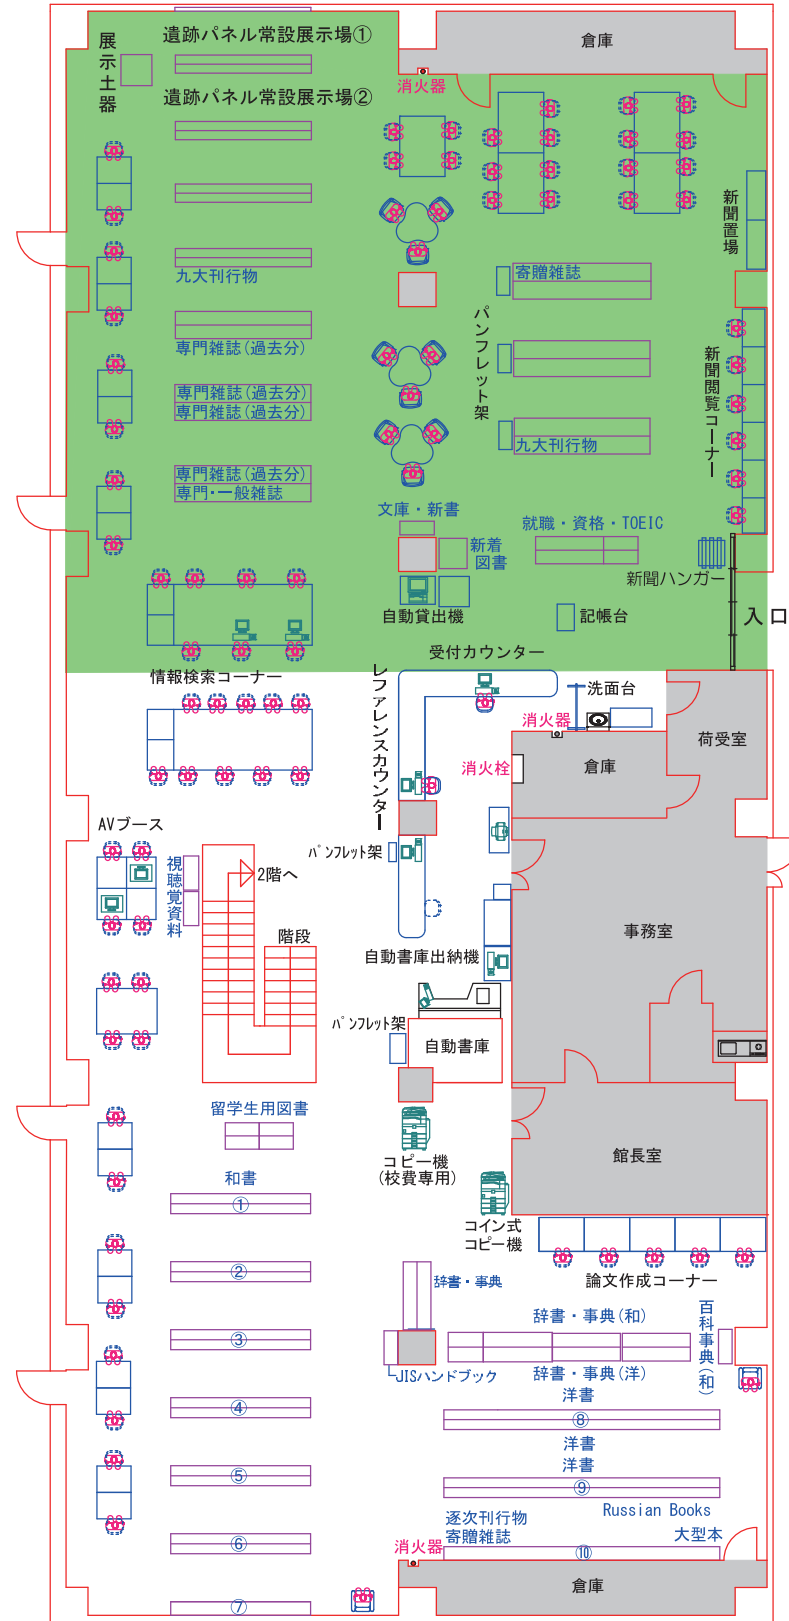 展示土器
遺跡パネル常設展示場①
遺跡パネル常設展示場②
倉庫
消火器
新聞置場
九大刊行物
寄贈雑誌
パンフレット架
専門雑誌(過去分)
新聞閲覧コーナー
専門雑誌(過去分)
専門雑誌(過去分)
九大刊行物
専門雑誌(過去分)
専門・一般雑誌
文庫・新書
就職・資格・TOEIC
新着
図書
新聞ハンガー
自動貸出機
記帳台
入口
受付カウンター
情報検索コーナー
レファレンスカウンター
洗面台
消火器
荷受室
消火栓
倉庫
AVブース
視聴覚資料
2階へ
パンフレット架
階段
事務室
自動書庫出納機
パンフレット架
自動書庫
留学生用図書
コピー機
(校費専用)
館長室
和書
①
コイン式
コピー機
②
辞書・事典
論文作成コーナー
③
辞書・事典(和)
百科事典(和)
JISハンドブック
辞書・事典(洋)
④
洋書
⑧
洋書
洋書
⑤
⑨
Russian Books
逐次刊行物
寄贈雑誌
大型本
⑥
消火器
⑩
倉庫
⑦